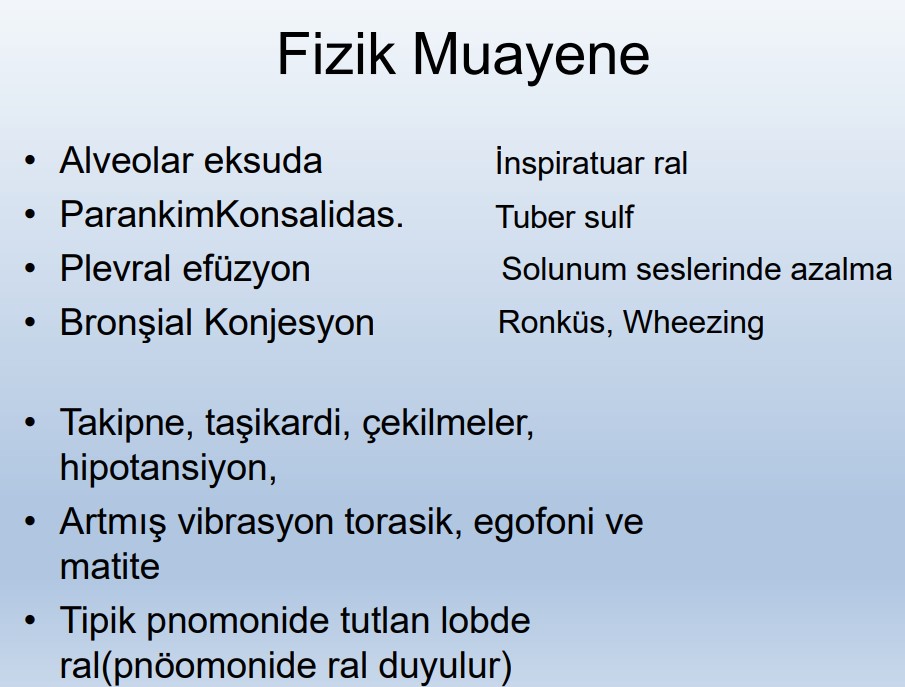 Fizik Muayene
• Alveolar eksuda İnspiratuar ral
• ParankimKonsalidas. Tuber sulf
• Plevral efüzyon Solunum seslerinde azalma
• Bronşial Konjesyon Ronküs, Wheezing
• Takipne, taşikardi, çekilmeler,
hipotansiyon,
• Artmış vibrasyon torasik, egofoni ve
matite
• Tipik pnomonide tutlan lobde
ral(pnöomonide ral duyulur)